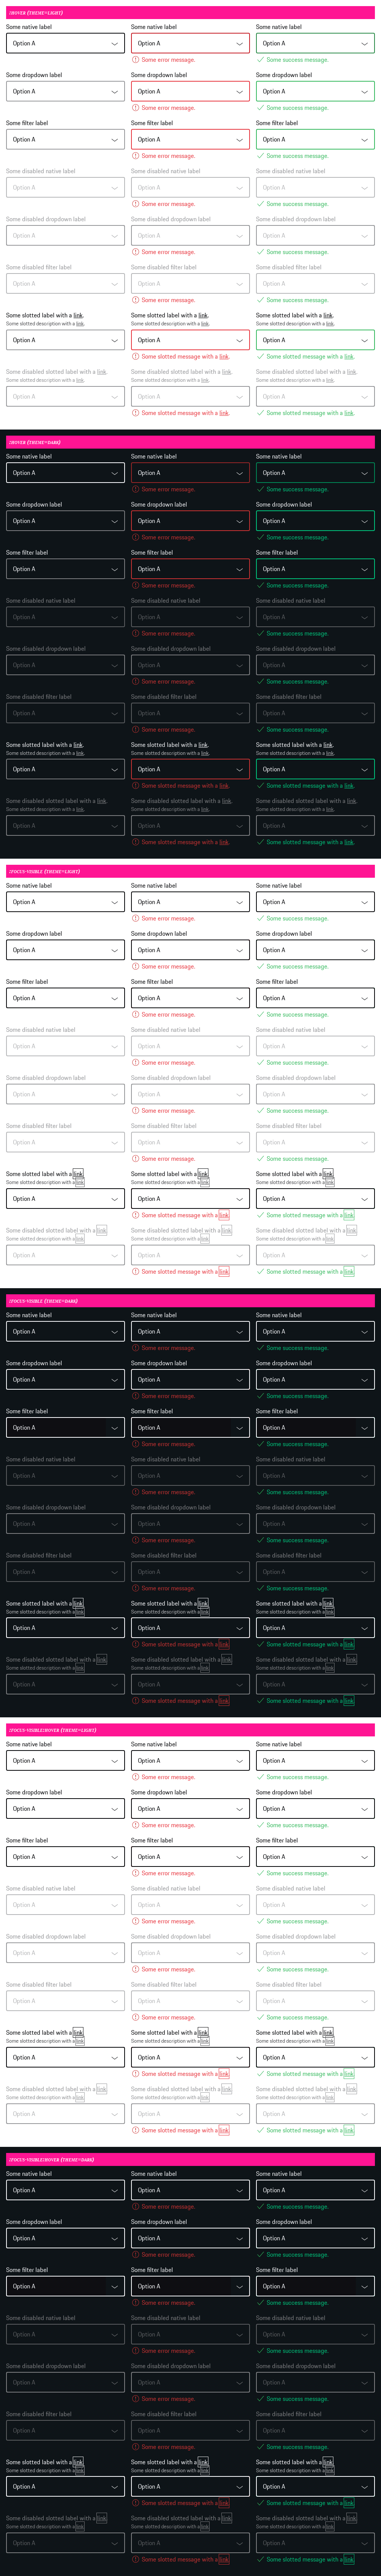 :HOVER (THEME=LIGHT)
Some native label Some native label Some native label
Option A Option A Option A
Some error message. Some success message.
Some dropdown label Some dropdown label Some dropdown label
Option A Option A Option A
Some error message. Some success message.
Some filter label Some filter label Some filter label
Option A Option A Option A
Some error message. Some success message.
Some disabled native label Some disabled native label Some disabled native label
Option A Option A Option A
Some error message. Some success message.
Some disabled dropdown label Some disabled dropdown label Some disabled dropdown label
Option A Option A Option A
Some error message. Some success message.
Some disabled filter label Some disabled filter label Some disabled filter label
Option A Option A Option A
Some error message. Some success message.
Some slotted label with a link. Some slotted label with a link. Some slotted label with a link.
Some slotted description with a link. Some slotted description with a link. Some slotted description with a link.
Option A Option A Option A
Some slotted message with a link. Some slotted message with a link.
Some disabled slotted label with a link. Some disabled slotted label with a link. Some disabled slotted label with a link.
Some slotted description with a link. Some slotted description with a link. Some slotted description with a link.
Option A Option A Option A
Some slotted message with a link. Some slotted message with a link.
:HOVER (THEME=DARK)
Some native label Some native label Some native label
Option A Option A Option A
Some error message. Some success message.
Some dropdown label Some dropdown label Some dropdown label
Option A Option A Option A
Some error message. Some success message.
Some filter label Some filter label Some filter label
Option A Option A Option A
Some error message. Some success message.
Some disabled native label Some disabled native label Some disabled native label
Option A Option A Option A
Some error message. Some success message.
Some disabled dropdown label Some disabled dropdown label Some disabled dropdown label
Option A Option A Option A
Some error message. Some success message.
Some disabled filter label Some disabled filter label Some disabled filter label
Option A Option A Option A
Some error message. Some success message.
Some slotted label with a link. Some slotted label with a link. Some slotted label with a link.
Some slotted description with a link. Some slotted description with a link. Some slotted description with a link.
Option A Option A Option A
Some slotted message with a link. Some slotted message with a link.
Some disabled slotted label with a link. Some disabled slotted label with a link. Some disabled slotted label with a link.
Some slotted description with a link. Some slotted description with a link. Some slotted description with a link.
Option A Option A Option A
Some slotted message with a link. Some slotted message with a link.
:FOCUS-VISIBLE (THEME=LIGHT)
Some native label Some native label Some native label
Option A Option A Option A
Some error message. Some success message.
Some dropdown label Some dropdown label Some dropdown label
Option A Option A Option A
Some error message. Some success message.
Some filter label Some filter label Some filter label
Option A Option A Option A
Some error message. Some success message.
Some disabled native label Some disabled native label Some disabled native label
Option A Option A Option A
Some error message. Some success message.
Some disabled dropdown label Some disabled dropdown label Some disabled dropdown label
Option A Option A Option A
Some error message. Some success message.
Some disabled filter label Some disabled filter label Some disabled filter label
Option A Option A Option A
Some error message. Some success message.
Some slotted label with a link. Some slotted label with a link. Some slotted label with a link.
Some slotted description with a link. Some slotted description with a link. Some slotted description with a link.
Option A Option A Option A
Some slotted message with a link. Some slotted message with a link.
Some disabled slotted label with a link. Some disabled slotted label with a link. Some disabled slotted label with a link.
Some slotted description with a link. Some slotted description with a link. Some slotted description with a link.
Option A Option A Option A
Some slotted message with a link. Some slotted message with a link.
:FOCUS-VISIBLE (THEME=DARK)
Some native label Some native label Some native label
Option A Option A Option A
Some error message. Some success message.
Some dropdown label Some dropdown label Some dropdown label
Option A Option A Option A
Some error message. Some success message.
Some filter label Some filter label Some filter label
Option A Option A Option A
Some error message. Some success message.
Some disabled native label Some disabled native label Some disabled native label
Option A Option A Option A
Some error message. Some success message.
Some disabled dropdown label Some disabled dropdown label Some disabled dropdown label
Option A Option A Option A
Some error message. Some success message.
Some disabled filter label Some disabled filter label Some disabled filter label
Option A Option A Option A
Some error message. Some success message.
Some slotted label with a link. Some slotted label with a link. Some slotted label with a link.
Some slotted description with a link. Some slotted description with a link. Some slotted description with a link.
Option A Option A Option A
Some slotted message with a link. Some slotted message with a link.
Some disabled slotted label with a link. Some disabled slotted label with a link. Some disabled slotted label with a link.
Some slotted description with a link. Some slotted description with a link. Some slotted description with a link.
Option A Option A Option A
Some slotted message with a link. Some slotted message with a link.
:FOCUS-VISIBLE:HOVER (THEME=LIGHT)
Some native label Some native label Some native label
Option A Option A Option A
Some error message. Some success message.
Some dropdown label Some dropdown label Some dropdown label
Option A Option A Option A
Some error message. Some success message.
Some filter label Some filter label Some filter label
Option A Option A Option A
Some error message. Some success message.
Some disabled native label Some disabled native label Some disabled native label
Option A Option A Option A
Some error message. Some success message.
Some disabled dropdown label Some disabled dropdown label Some disabled dropdown label
Option A Option A Option A
Some error message. Some success message.
Some disabled filter label Some disabled filter label Some disabled filter label
Option A Option A Option A
Some error message. Some success message.
Some slotted label with a link. Some slotted label with a link. Some slotted label with a link.
Some slotted description with a link. Some slotted description with a link. Some slotted description with a link.
Option A Option A Option A
Some slotted message with a link. Some slotted message with a link.
Some disabled slotted label with a link. Some disabled slotted label with a link. Some disabled slotted label with a link.
Some slotted description with a link. Some slotted description with a link. Some slotted description with a link.
Option A Option A Option A
Some slotted message with a link. Some slotted message with a link.
:FOCUS-VISIBLE:HOVER (THEME=DARK)
Some native label Some native label Some native label
Option A Option A Option A
Some error message. Some success message.
Some dropdown label Some dropdown label Some dropdown label
Option A Option A Option A
Some error message. Some success message.
Some filter label Some filter label Some filter label
Option A Option A Option A
Some error message. Some success message.
Some disabled native label Some disabled native label Some disabled native label
Option A Option A Option A
Some error message. Some success message.
Some disabled dropdown label Some disabled dropdown label Some disabled dropdown label
Option A Option A Option A
Some error message. Some success message.
Some disabled filter label Some disabled filter label Some disabled filter label
Option A Option A Option A
Some error message. Some success message.
Some slotted label with a link. Some slotted label with a link. Some slotted label with a link.
Some slotted description with a link. Some slotted description with a link. Some slotted description with a link.
Option A Option A Option A
Some slotted message with a link. Some slotted message with a link.
Some disabled slotted label with a link. Some disabled slotted label with a link. Some disabled slotted label with a link.
Some slotted description with a link. Some slotted description with a link. Some slotted description with a link.
Option A Option A Option A
Some slotted message with a link. Some slotted message with a link.